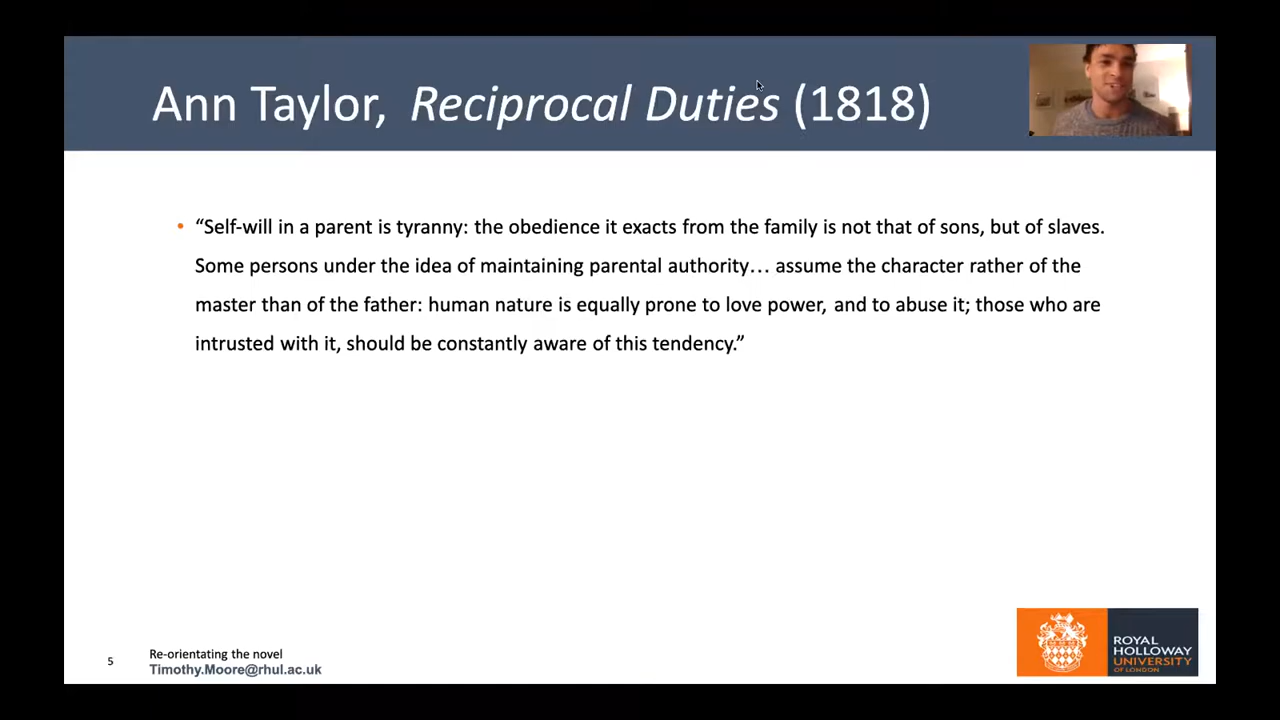 Ann Taylor, Reciprocal Duties (1818)
• “Self-will in a parent is tyranny: the obedience it exacts from the family is not that of sons, but of slaves.
Some persons under the idea of maintaining parental authority… assume the character rather of the
master than of the father: human nature is equally prone to love power, and to abuse it; those who are
intrusted with it, should be constantly aware of this tendency.”
5
Re-orientating the novel
Timothy.Moore@rhul.ac.uk
ROYAL
HOLLOWAY
UNIVERSITY
OF LONDON